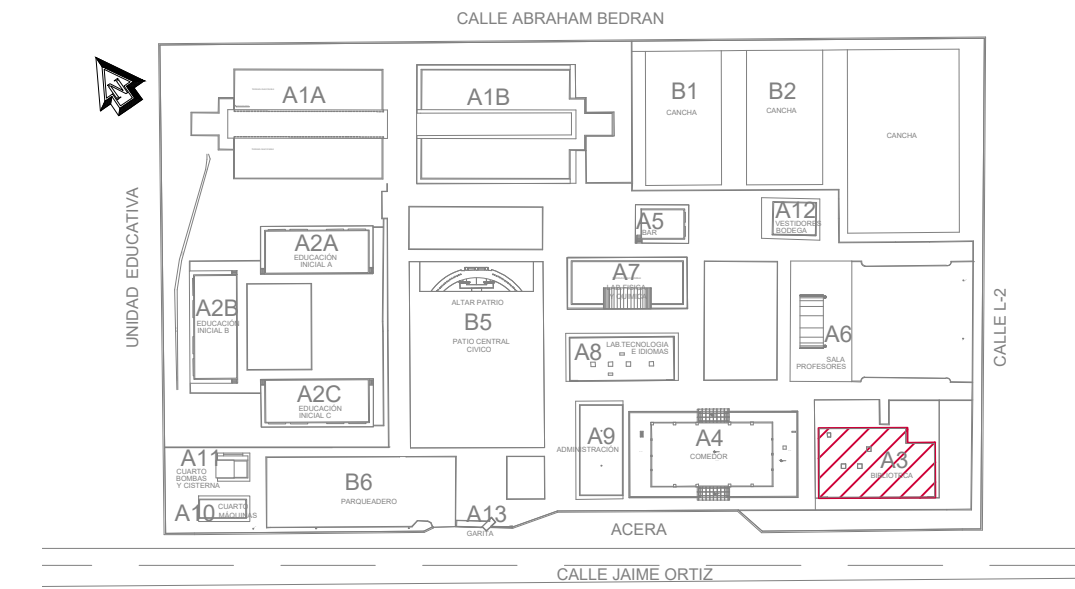 CALLE ABRAHAM BEDRAN
N
A1A
A1B
B1
CANCHA
B2
CANCHA
CANCHA
UNIDAD EDUCATIVA
A5
BAR
A12
VESTIDORES
BODEGA
A2A
EDUCACIÓN
INICIAL A
A7
LAB FISICA
Y QUIMICA
A2B
EDUCACIÓN
INICIAL B
ALTAR PATRIO
B5
PATIO CENTRAL
CIVICO
A8
LAB TECNOLOGIA
E IDIOMAS
A6
SALA
PROFESORES
CALLE L-2
A2C
EDUCACIÓN
INICIAL C
A9
ADMINISTRACIÓN
A4
COMEDOR
A3
BIBLIOTECA
A11
CUARTO
BOMBAS
Y CISTERNA
B6
PARQUEADERO
A10
CUARTO
MÁQUINAS
A13
GARITA
ACERA
CALLE JAIME ORTIZ